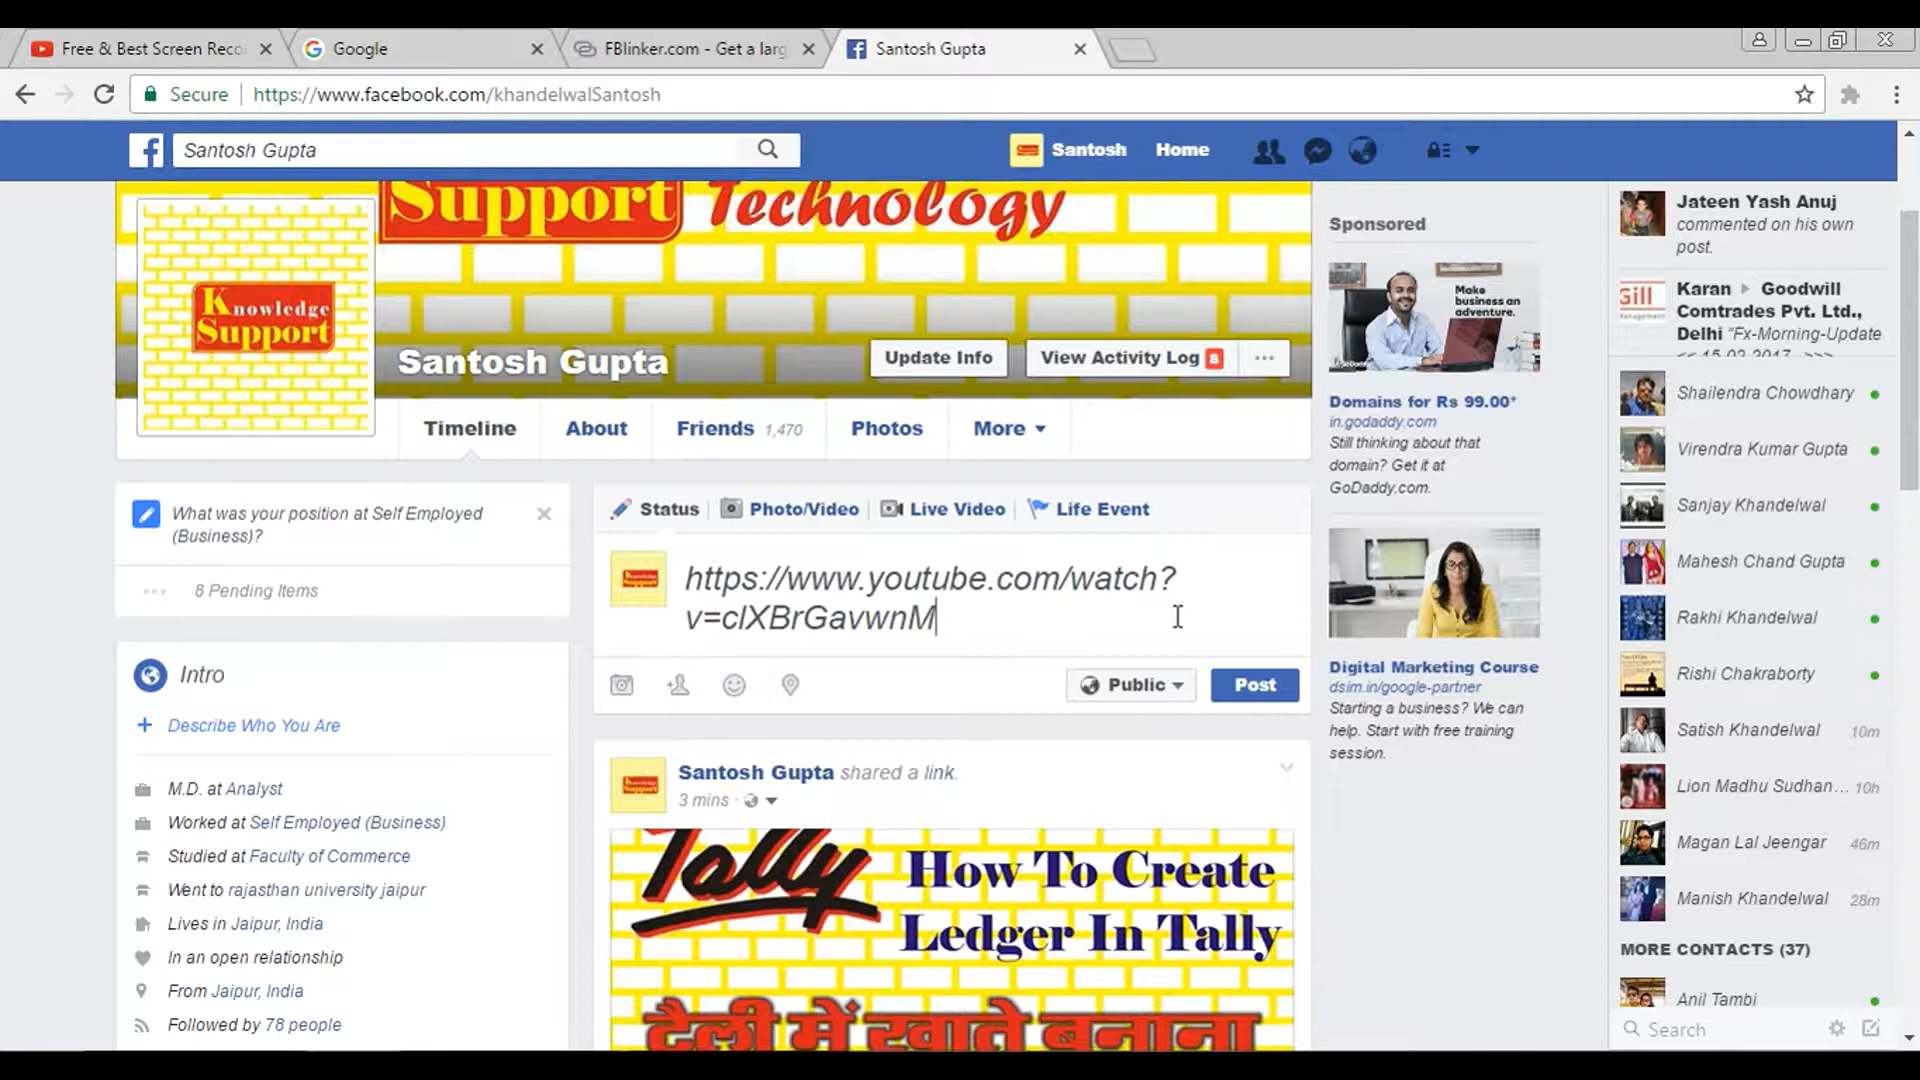 Free & Best Screen Reco
Google
FBlinker.com - Get a larg
Santosh Gupta
Secure
https://www.facebook.com/khandelwalSantosh
Santosh Gupta
Santosh
Home
Support Technology
Knowledge
Support
Santosh Gupta
Update Info
View Activity Log 8
Timeline
About
Friends 1,470
Photos
More
What was your position at Self Employed
(Business)?
8 Pending Items
Intro
Describe Who You Are
M.D. at Analyst
Worked at Self Employed (Business)
Studied at Faculty of Commerce
Went to rajasthan university jaipur
Lives in Jaipur, India
In an open relationship
From Jaipur, India
Followed by 78 people
Status
Photo/Video
Live Video
Life Event
https://www.youtube.com/watch?
v=clXBrGavwnM
Public
Post
Santosh Gupta shared a link.
3 mins
Tally
How To Create
Ledger In Tally
टैली में खाते बनाना
Sponsored
Make
business an
adventure.
Domains for Rs 99.00*
in.godaddy.com
Still thinking about that
domain? Get it at
GoDaddy.com.
Digital Marketing Course
dsim.in/google-partner
Starting a business? We can
help. Start with free training
session.
Jateen Yash Anuj
commented on his own
post.
Gill
Karan ▶ Goodwill
Comtrades Pvt. Ltd.,
Delhi "Fx-Morning-Update
<< 15.02.2017 >>>
Shailendra Chowdhary
Virendra Kumar Gupta
Sanjay Khandelwal
Mahesh Chand Gupta
Rakhi Khandelwal
Rishi Chakraborty
Satish Khandelwal 10m
Lion Madhu Sudhan... 10h
Magan Lal Jeengar 46m
Manish Khandelwal 28m
MORE CONTACTS (37)
Anil Tambi
Search